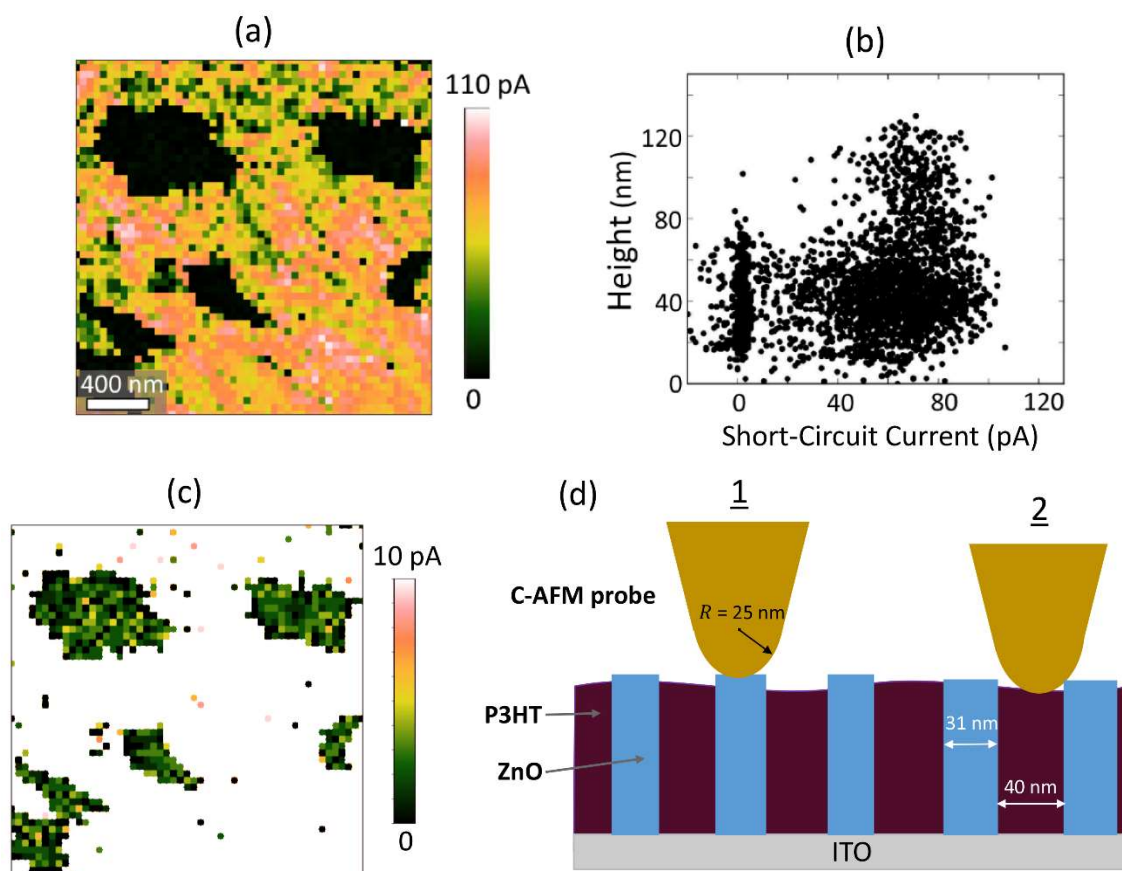 (a)
110 pA
0
400 nm
(b)
Height (nm)
120
80
40
0
0
40
80
120
Short-Circuit Current (pA)
(c)
10 pA
0
(d)
1
2
C-AFM probe
R = 25 nm
P3HT
ZnO
31 nm
40 nm
ITO